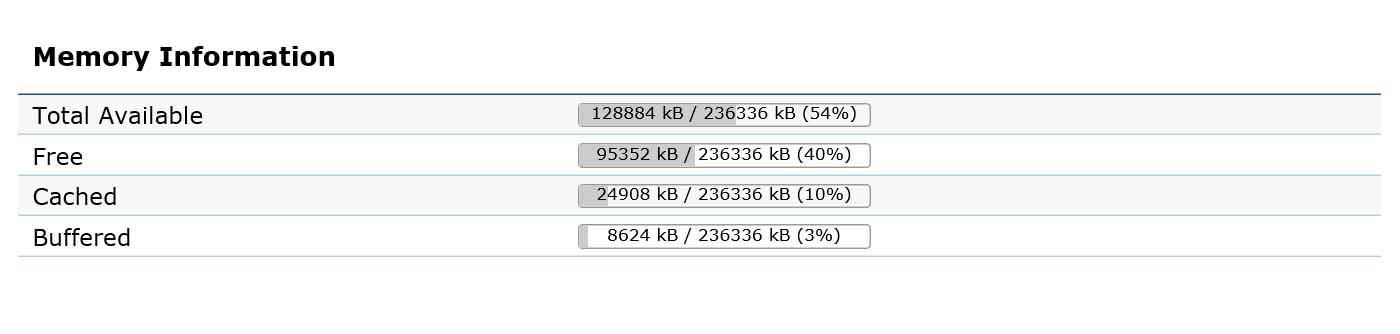 Memory Information
Total Available 128884 kB / 236336 kB (54%)
Free 95352 kB / 236336 kB (40%)
Cached 24908 kB / 236336 kB (10%)
Buffered 8624 kB / 236336 kB (3%)